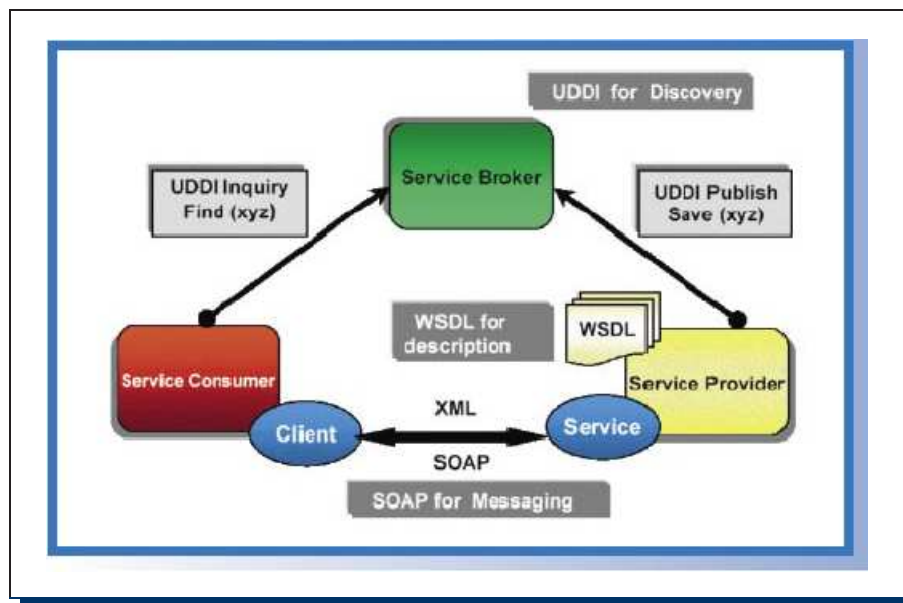 UDDI for Discovery
Service Broker
UDDI Inquiry
Find (xyz)
UDDI Publish
Save (xyz)
WSDL for
description
WSDL
Service Consumer
Service Provider
XML
Client
Service
SOAP
SOAP for Messaging